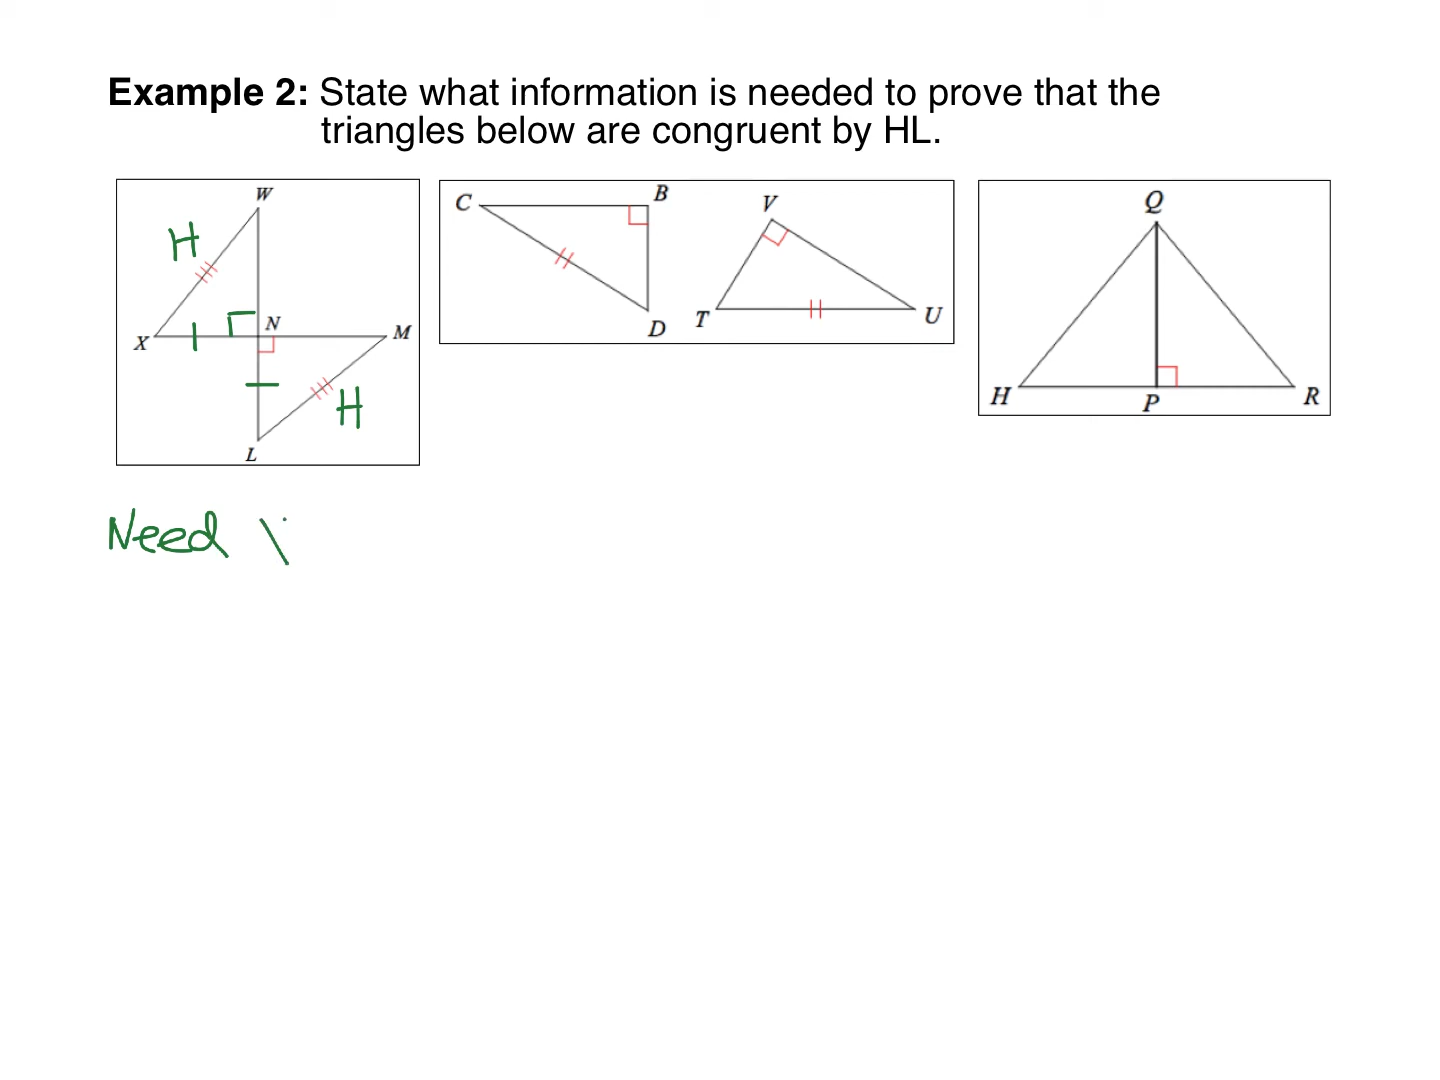 Example 2: State what information is needed to prove that the
triangles below are congruent by HL.
W
H
X
N
M
H
L
C
B
D
V
T
U
Q
H
P
R
Need